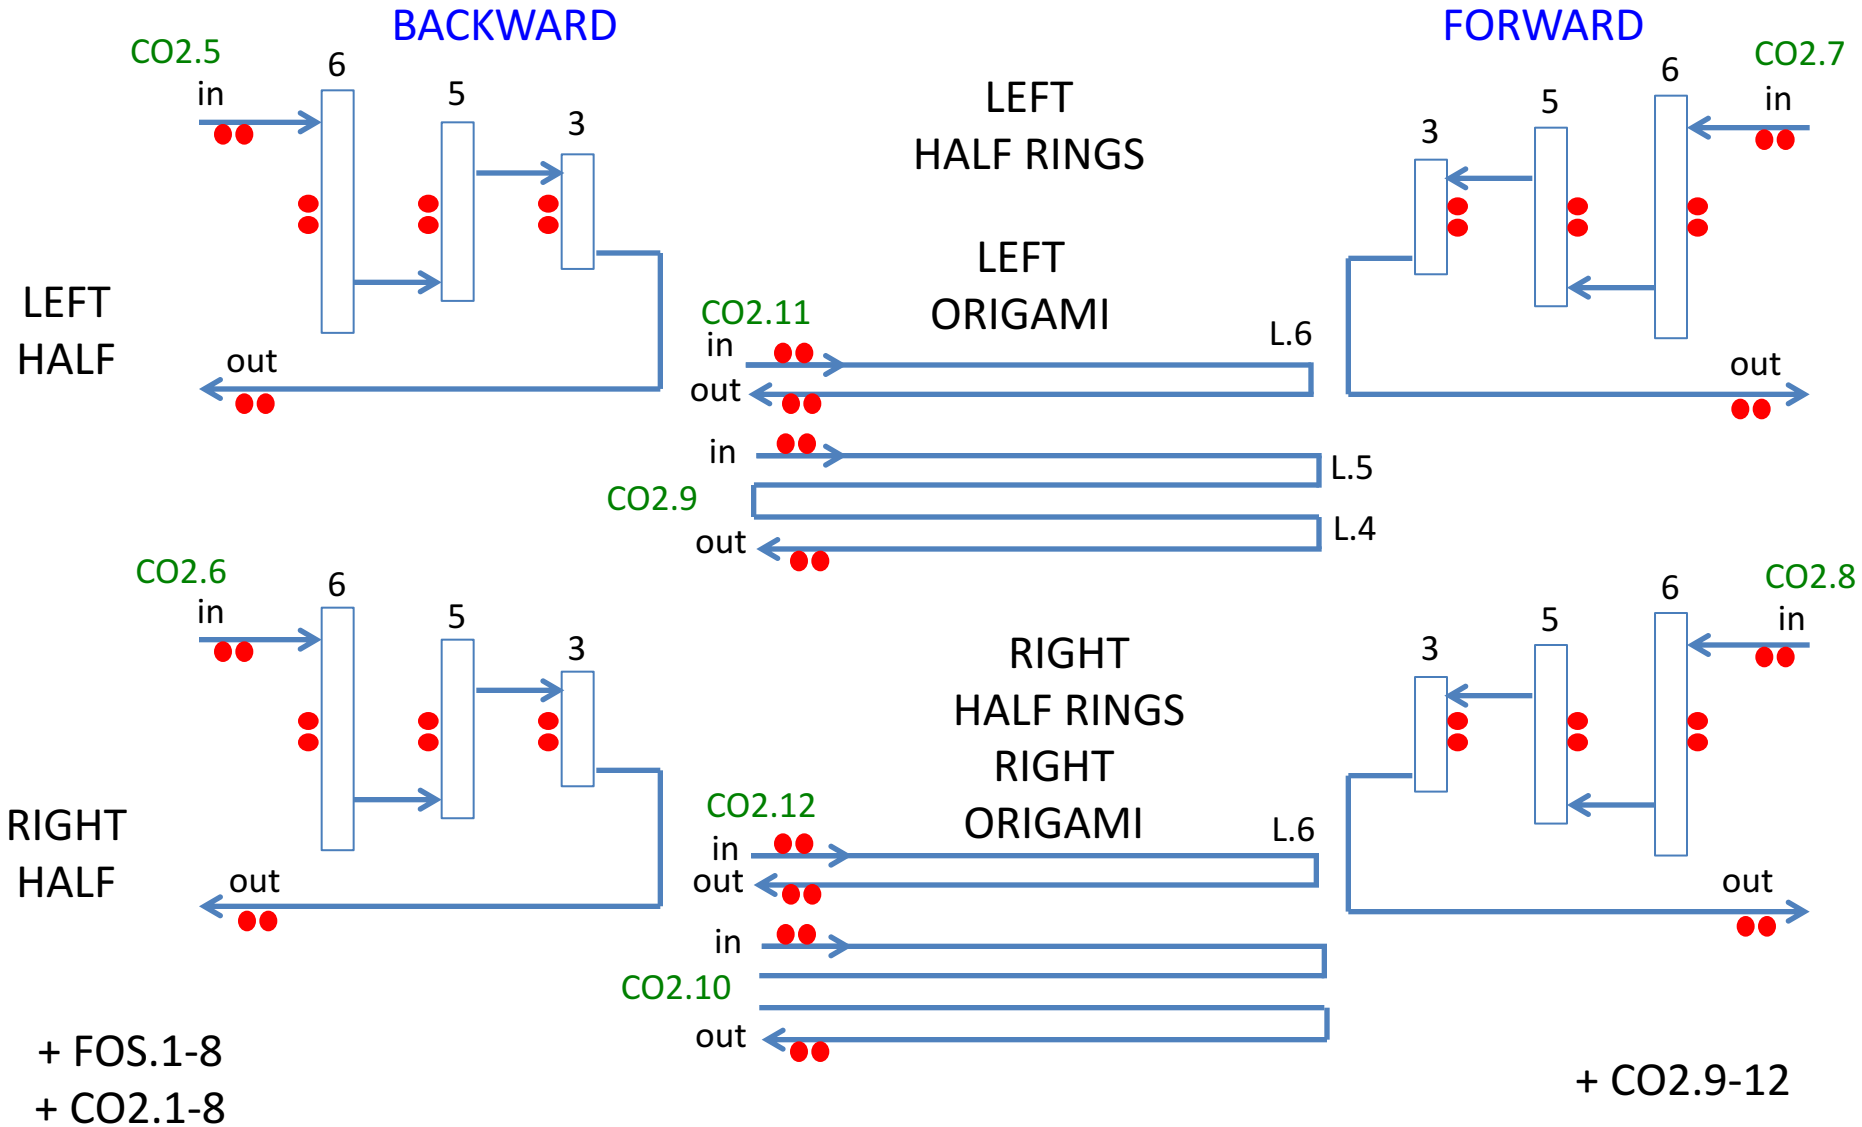 BACKWARD
FORWARD
CO2.5
in
6
5
3
LEFT
HALF RINGS
3
5
6
CO2.7
in
LEFT
HALF
out
LEFT
ORIGAMI
CO2.11
in
out
L.6
out
in
CO2.9
out
L.5
L.4
CO2.6
in
6
5
3
RIGHT
HALF RINGS
3
5
6
CO2.8
in
RIGHT
HALF
out
RIGHT
ORIGAMI
CO2.12
in
out
L.6
out
in
CO2.10
out
+ FOS.1-8
+ CO2.1-8
+ CO2.9-12